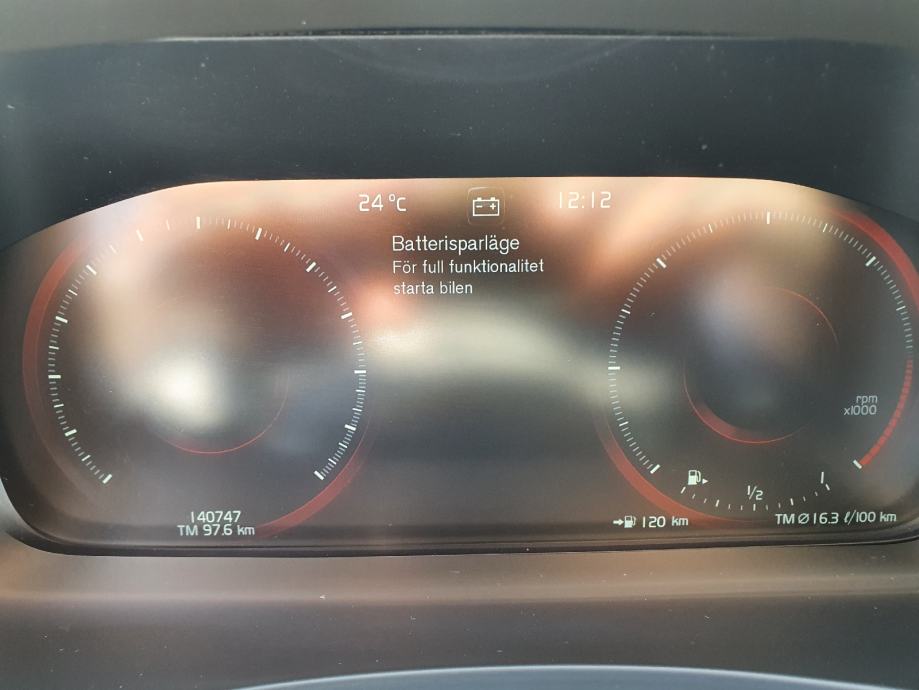 24 °C
12:12
Batterisparläge
För full funktionalitet
starta bilen
rpm
x1000
1/2
1
140747
TM 97.6 km
120 km
TM Ø 16.3 ℓ/100 km